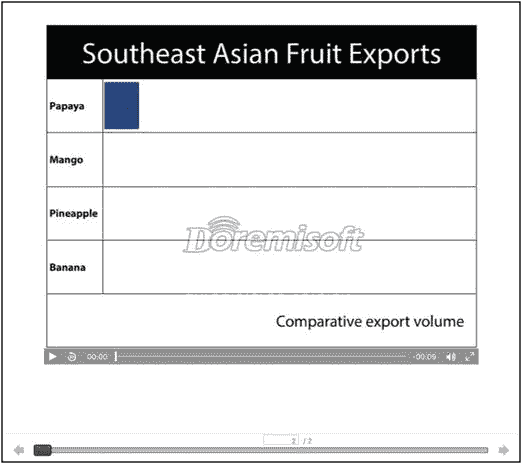 Southeast Asian Fruit Exports
Papaya
Mango
Pineapple
Doremisoft
Banana
Comparative export volume
00:00
-00:09
2 / 2